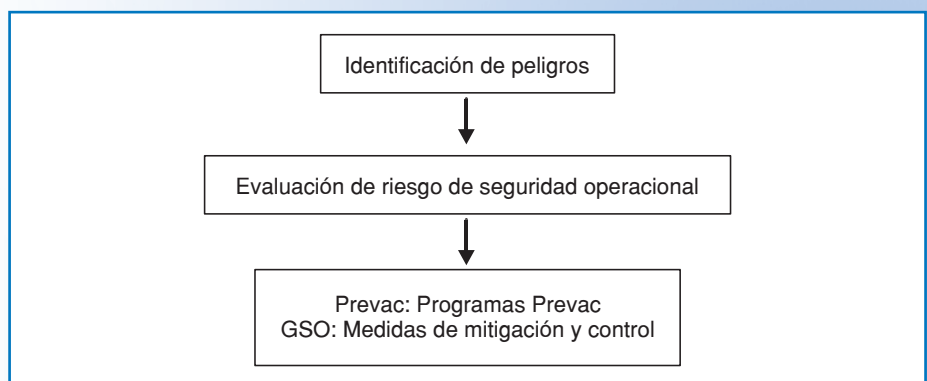 Identificación de peligros
Evaluación de riesgo de seguridad operacional
Prevac: Programas Prevac
GSO: Medidas de mitigación y control